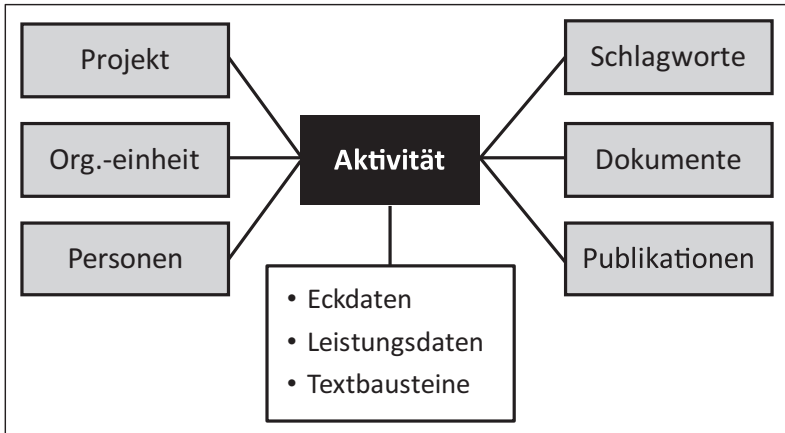 Projekt
Org.-einheit
Personen
Aktivität
Schlagworte
Dokumente
Publikationen
• Eckdaten
• Leistungsdaten
• Textbausteine